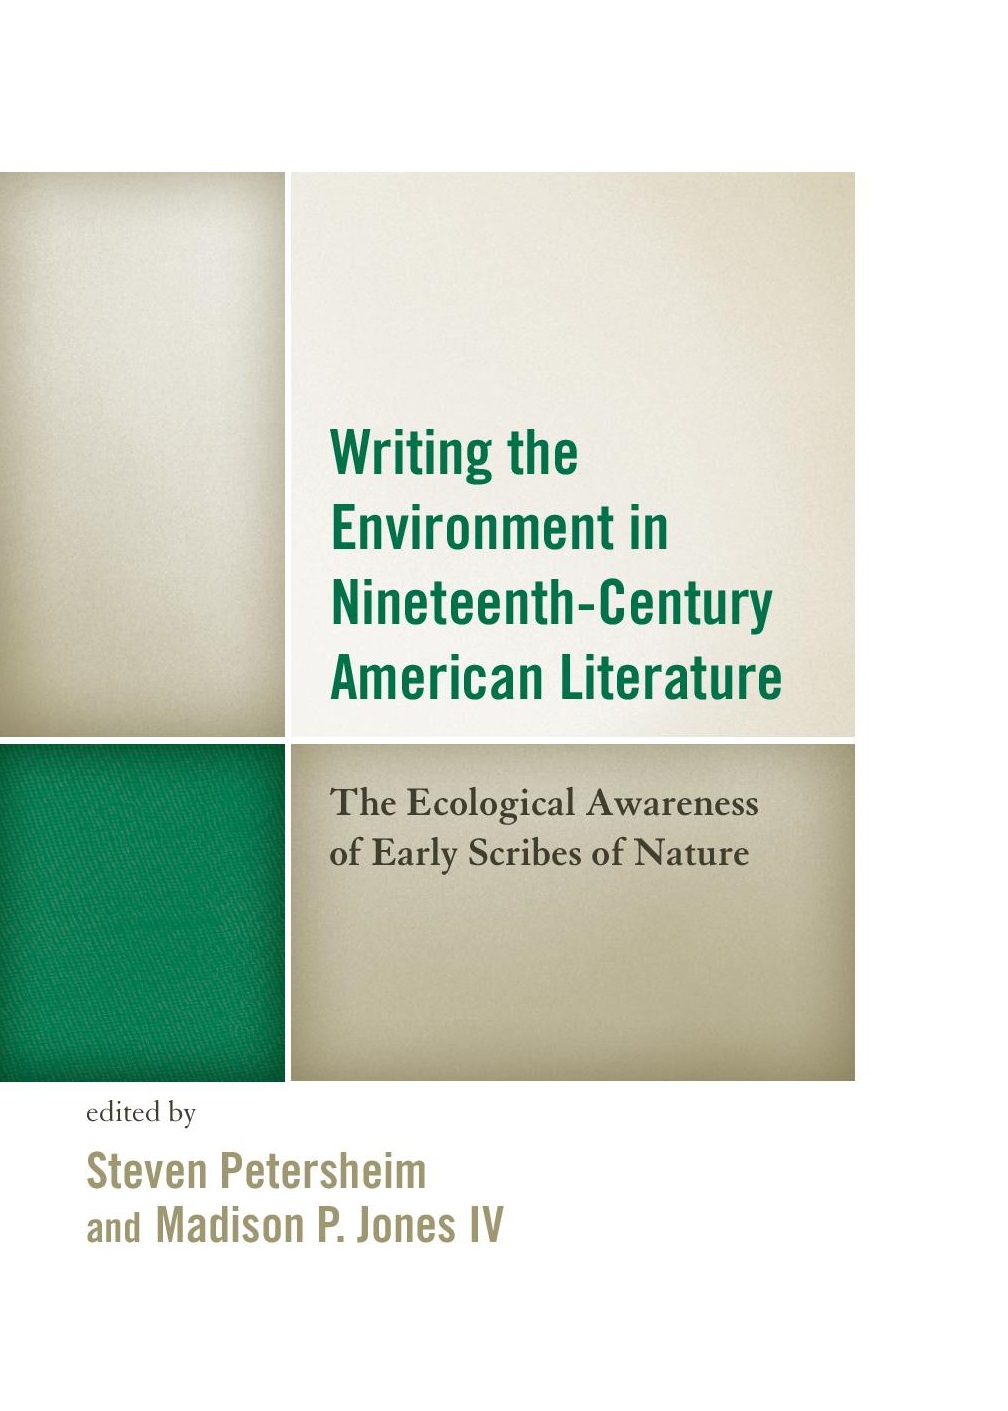 Writing the
Environment in
Nineteenth-Century
American Literature
The Ecological Awareness
of Early Scribes of Nature
edited by
Steven Petersheim
and Madison P. Jones IV